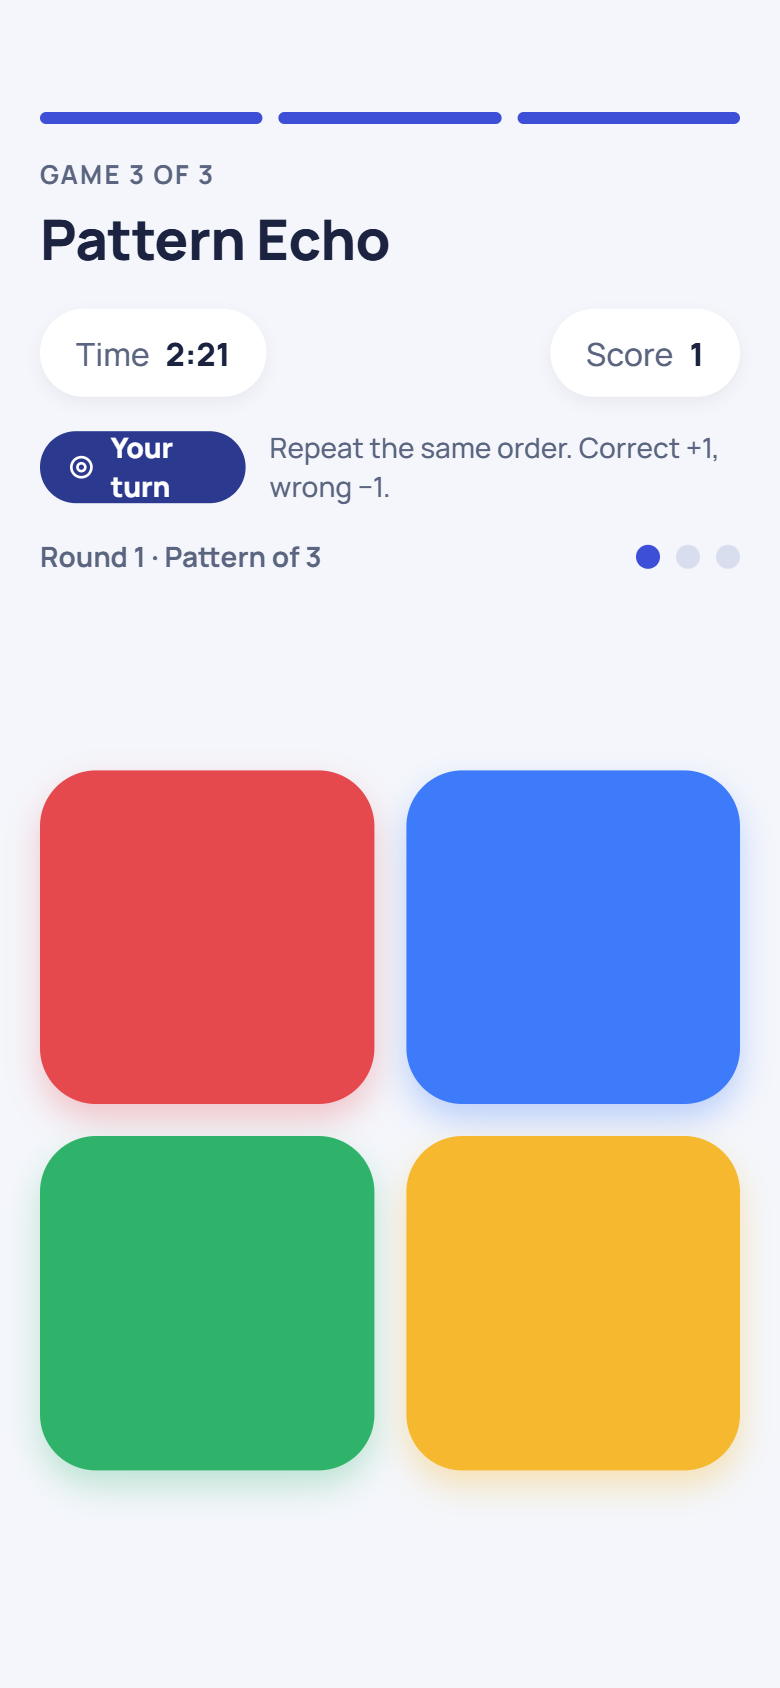 GAME 3 OF 3
Pattern Echo
Time 2:21
Score 1
Your
turn
Repeat the same order. Correct +1,
wrong −1.
Round 1 · Pattern of 3